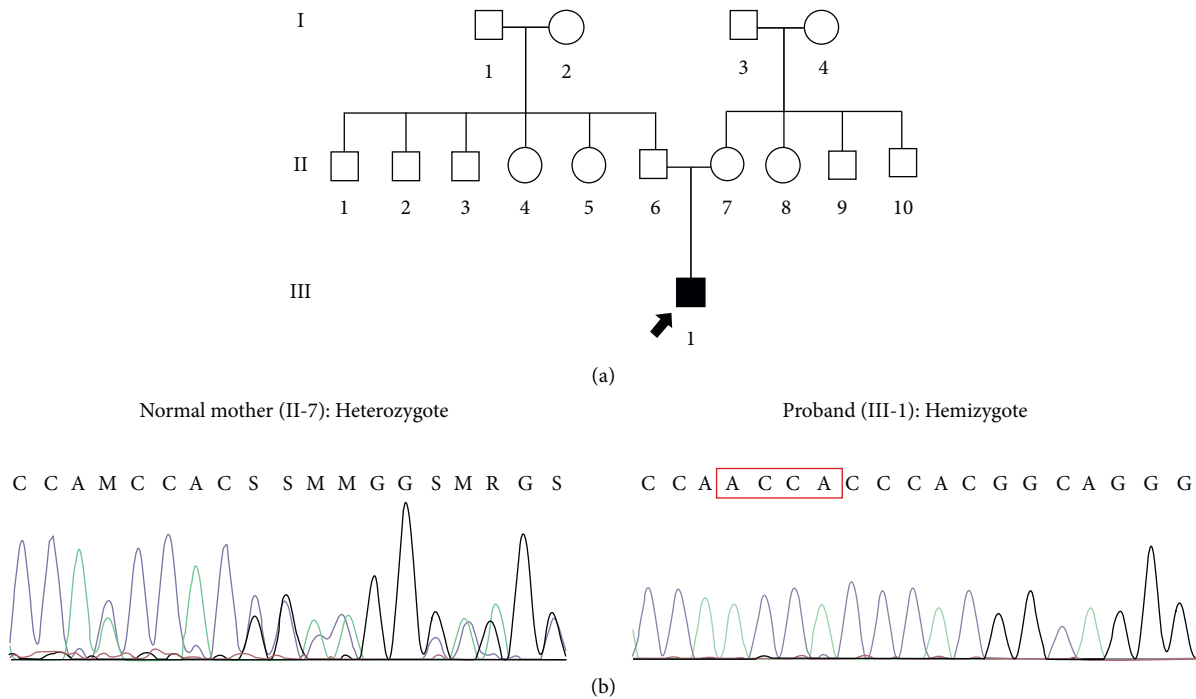 I
1 2 3 4
II
1 2 3 4 5 6 7 8 9 10
III
1
(a)
Normal mother (II-7): Heterozygote Proband (III-1): Hemizygote
C C A M C C A C S S M M G G S M R G S C C A A C C A C C C A C G G C A G G G
(b)